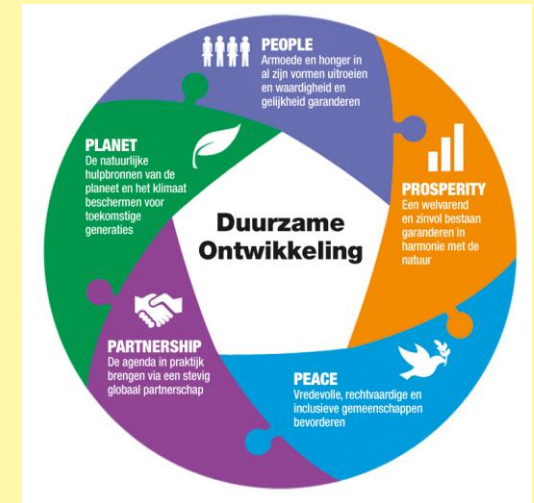 PEOPLE
Armoede en honger in
al zijn vormen uitroeien
en waardigheid en
gelijkheid garanderen
PLANET
De natuurlijke
hulpbronnen van de
planeet en het klimaat
beschermen voor
toekomstige
generaties
PROSPERITY
Een welvarend
en zinvol bestaan
garanderen in
harmonie met de
natuur
Duurzame
Ontwikkeling
PARTNERSHIP
De agenda in praktijk
brengen via een stevig
globaal partnerschap
PEACE
Vredevolle, rechtvaardige en
inclusieve gemeenschappen
bevorderen